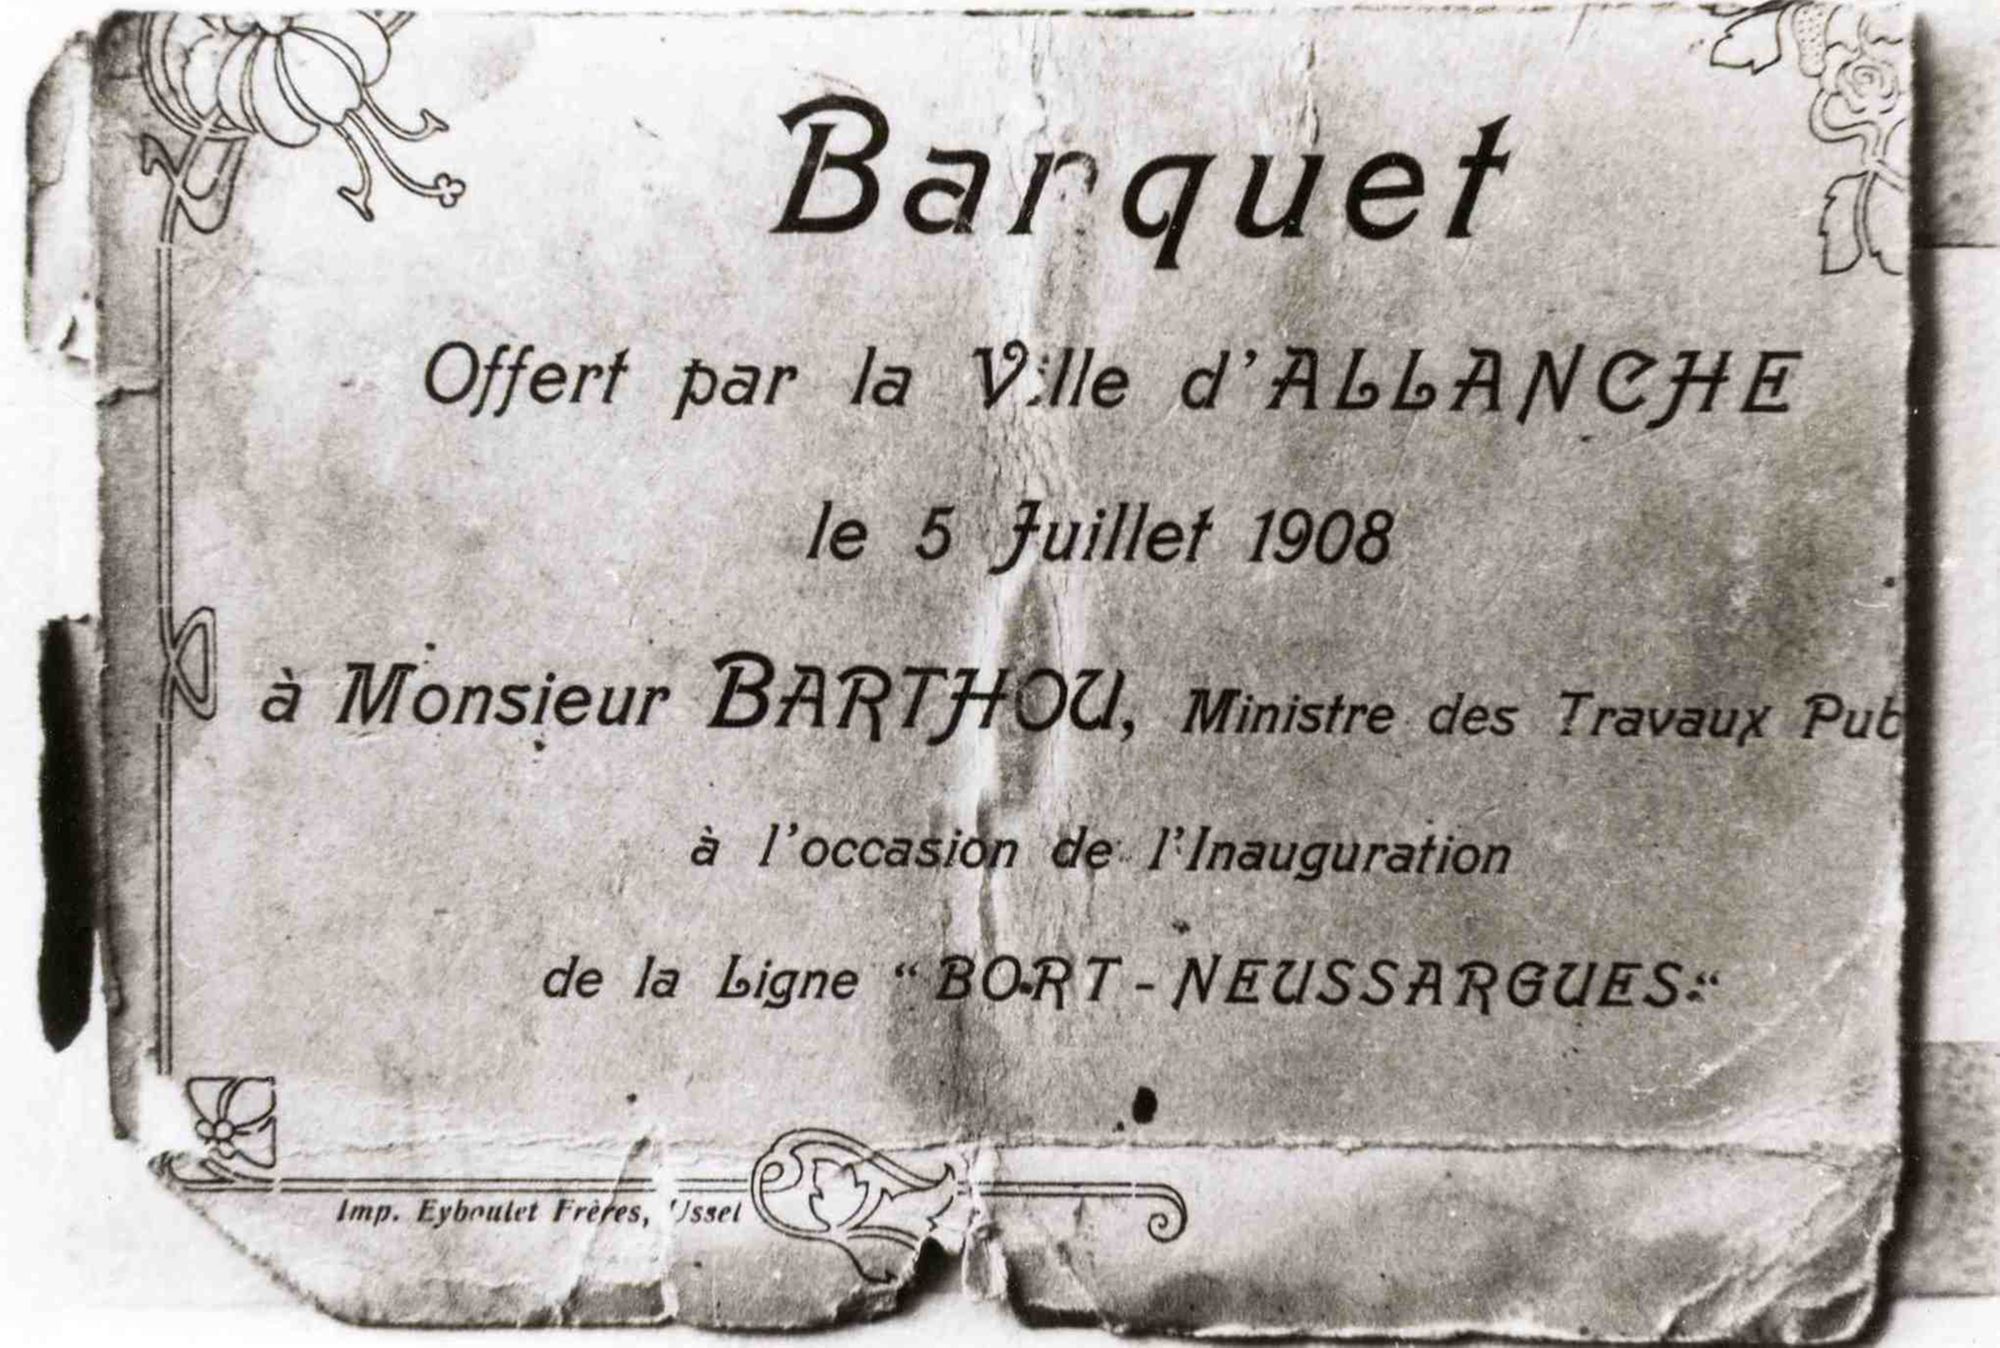 Barquet
Offert par la Ville d'ALLANCHE
le 5 Juillet 1908
à Monsieur BARTHOU, Ministre des Travaux Pub
à l'occasion de l'Inauguration
de la Ligne “BORT-NEUSSARGUES.“
Imp. Eyboulet Frères, Ussel